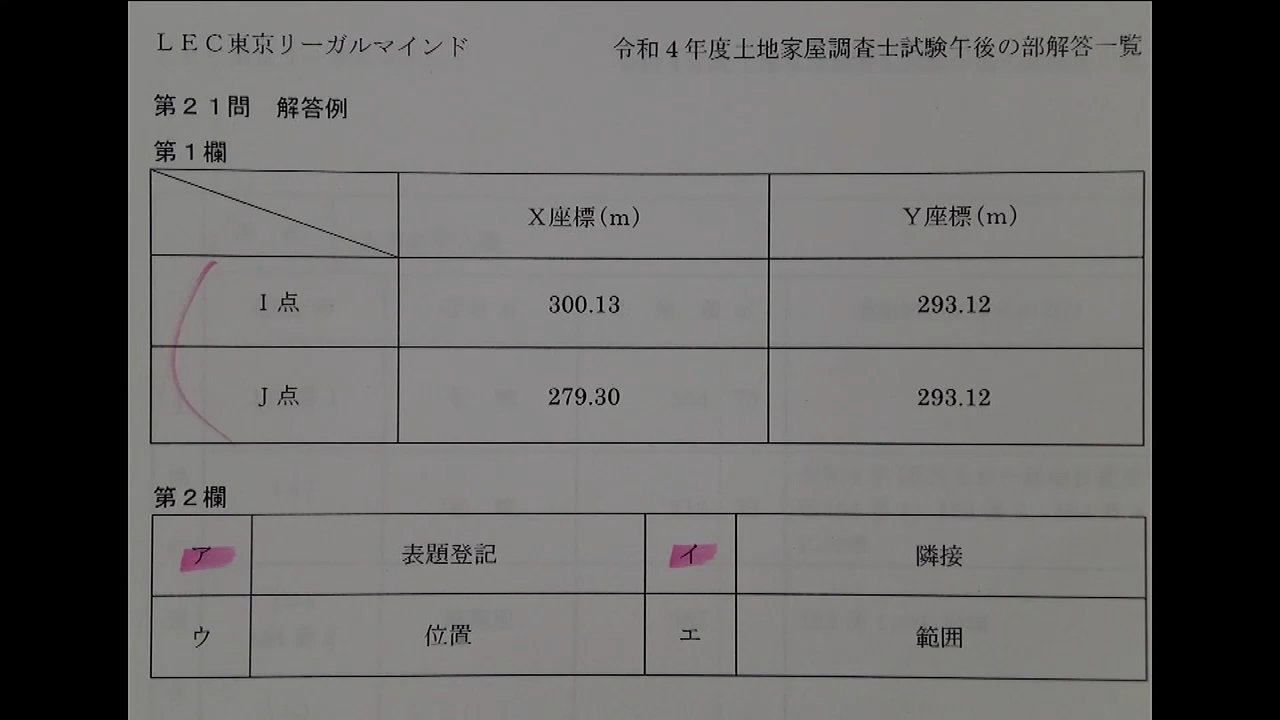 LEC東京リーガルマインド 令和4年度土地家屋調査士試験午後の部解答一覧
第21問 解答例
第1欄
X座標(m) Y座標(m)
I点 300.13 293.12
J点 279.30 293.12
第2欄
ア 表題登記 イ 隣接
ウ 位置 エ 範囲